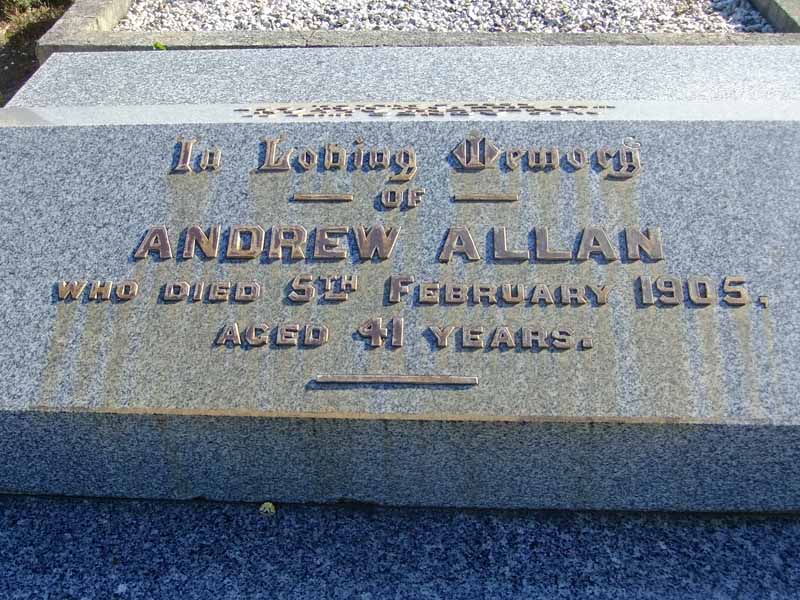 In Loving Memory
OF
ANDREW ALLAN
WHO DIED 5TH FEBRUARY 1905,
AGED 41 YEARS.